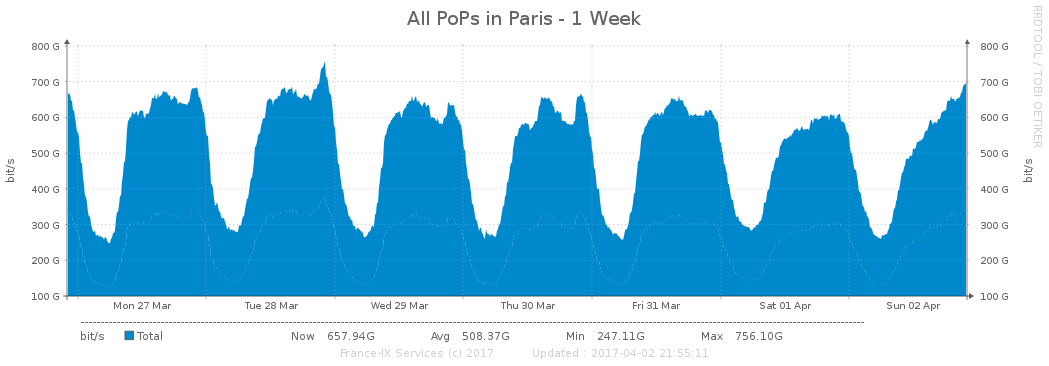 All PoPs in Paris - 1 Week
RRDTOOL / TOBI OETIKER
800 G 800 G
700 G 700 G
600 G 600 G
500 G 500 G
400 G 400 G
300 G 300 G
200 G 200 G
100 G 100 G
bit/s
bit/s
Mon 27 Mar Tue 28 Mar Wed 29 Mar Thu 30 Mar Fri 31 Mar Sat 01 Apr Sun 02 Apr
bit/s Total Now 657.94G Avg 508.37G Min 247.11G Max 756.10G
France-IX Services (c) 2017 Updated : 2017-04-02 21:55:11